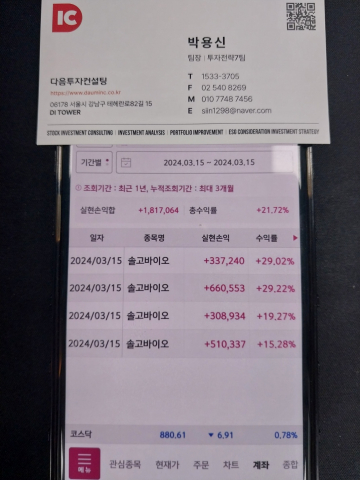 IC
박용신
팀장 | 투자전략7팀
다음투자컨설팅
https://www.dauminc.co.kr
06178 서울시 강남구 테헤란로82길 15
DI TOWER
T 1533-3705
F 02 540 8269
M 010 7748 7456
E slin1298@naver.com
STOCK INVESTMENT CONSULTING | INVESTMENT ANALYSIS | PORTFOLIO IMPROVEMENT | ESG CONSIDERATION INVESTMENT STRATEGY
기간별 2024.03.15 ~ 2024.03.15
조회기간 : 최근 1년, 누적조회기간 : 최대 3개월
실현손익합 +1,817,064 총수익률 +21.72%
일자 종목명 실현손익 수익률 ▶
2024/03/15 솔고바이오 +337,240 +29.02%
2024/03/15 솔고바이오 +660,553 +29.22%
2024/03/15 솔고바이오 +308,934 +19.27%
2024/03/15 솔고바이오 +510,337 +15.28%
코스닥 880.61 ▼ 6.91 0.78%
메뉴 관심종목 현재가 주문 차트 계좌 종합